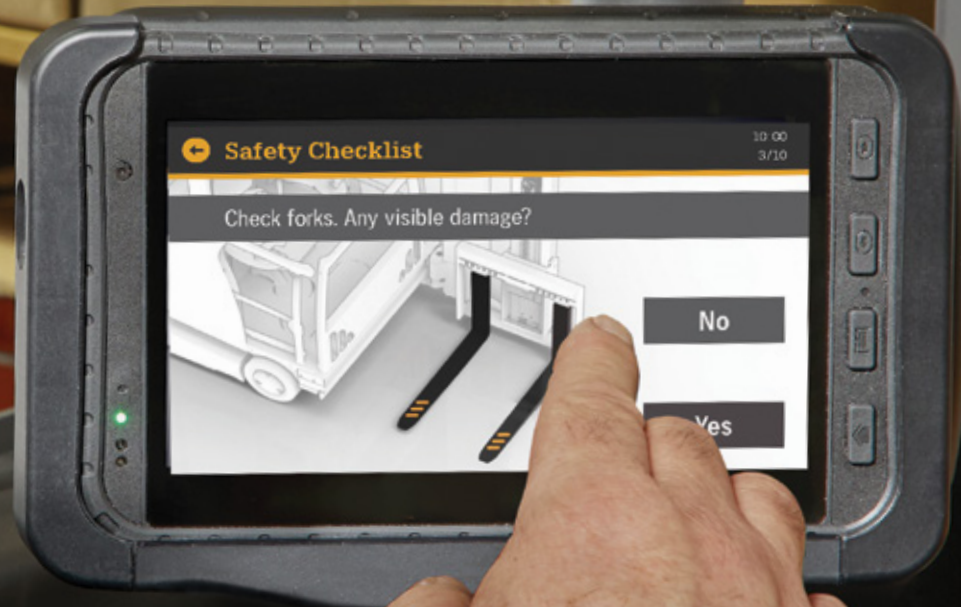 Safety Checklist
10:00
3/10
Check forks. Any visible damage?
No
Yes